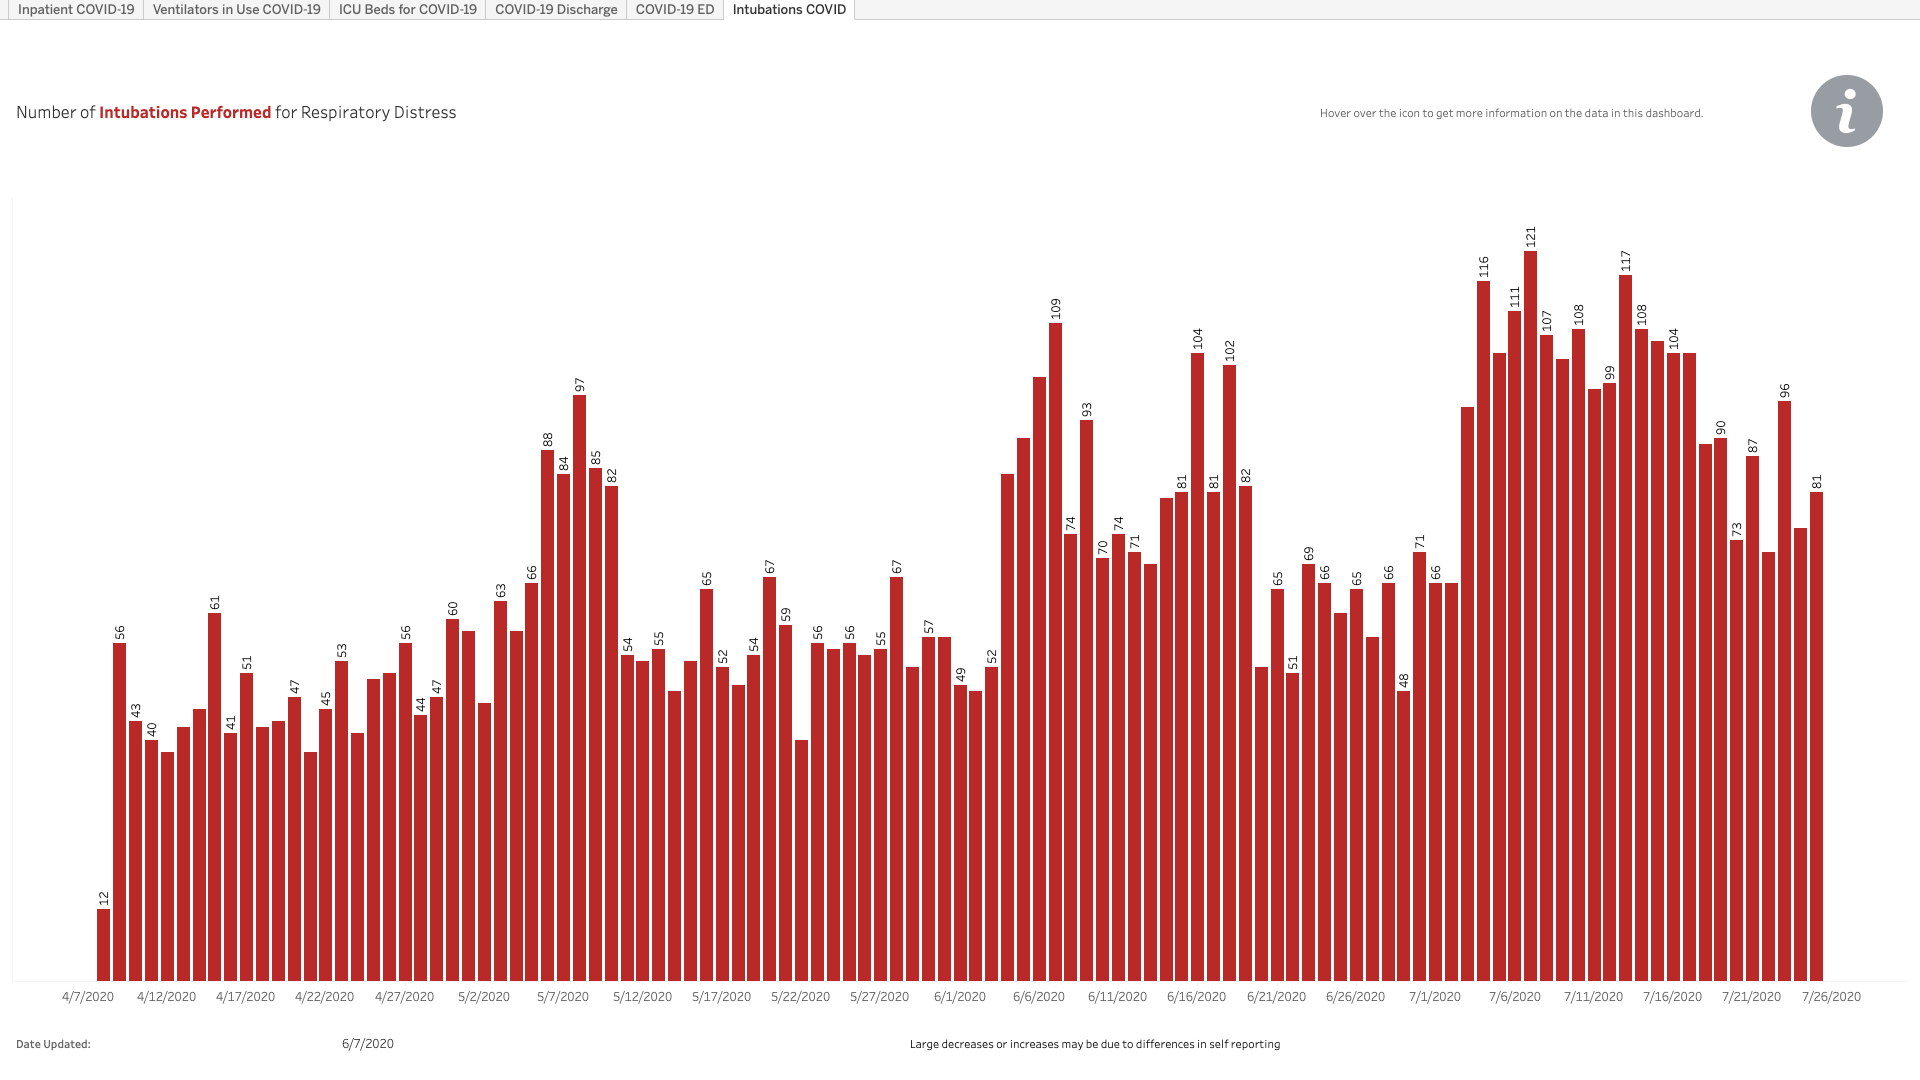 Inpatient COVID-19 Ventilators in Use COVID-19 ICU Beds for COVID-19 COVID-19 Discharge COVID-19 ED Intubations COVID
Number of Intubations Performed for Respiratory Distress
Hover over the icon to get more information on the data in this dashboard.
i
12 56 43 40 61 41 51 47 45 53 56 44 47 60 63 66 88 84 97 85 82 54 55 65 52 54 67 59 56 56 55 67 57 49 52 109 74 93 70 74 71 81 104 81 102 82 65 51 69 66 65 66 48 71 66 116 111 121 107 108 99 117 108 104 90 73 87 96 81
4/7/2020 4/12/2020 4/17/2020 4/22/2020 4/27/2020 5/2/2020 5/7/2020 5/12/2020 5/17/2020 5/22/2020 5/27/2020 6/1/2020 6/6/2020 6/11/2020 6/16/2020 6/21/2020 6/26/2020 7/1/2020 7/6/2020 7/11/2020 7/16/2020 7/21/2020 7/26/2020
Date Updated: 6/7/2020
Large decreases or increases may be due to differences in self reporting